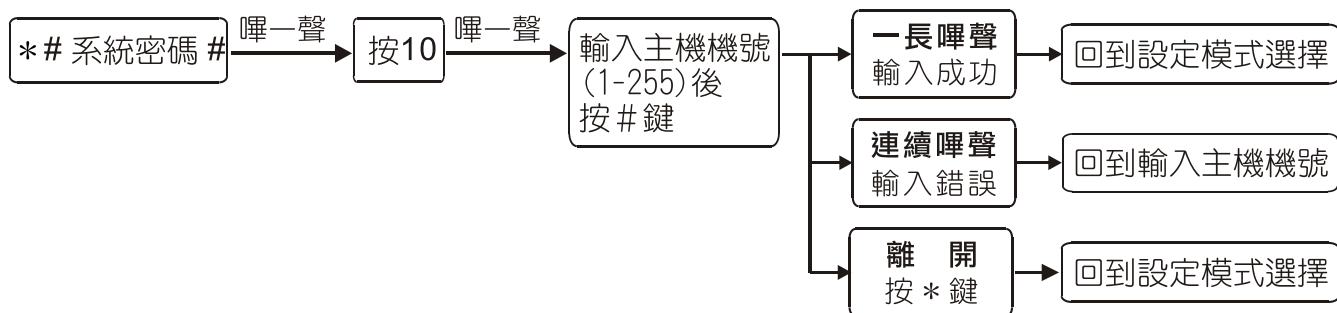 ＊# 系統密碼 #
嗶一聲
按10
嗶一聲
輸入主機機號
(1-255)後
按＃鍵
一長嗶聲
輸入成功
回到設定模式選擇
連續嗶聲
輸入錯誤
回到輸入主機機號
離 開
按＊鍵
回到設定模式選擇